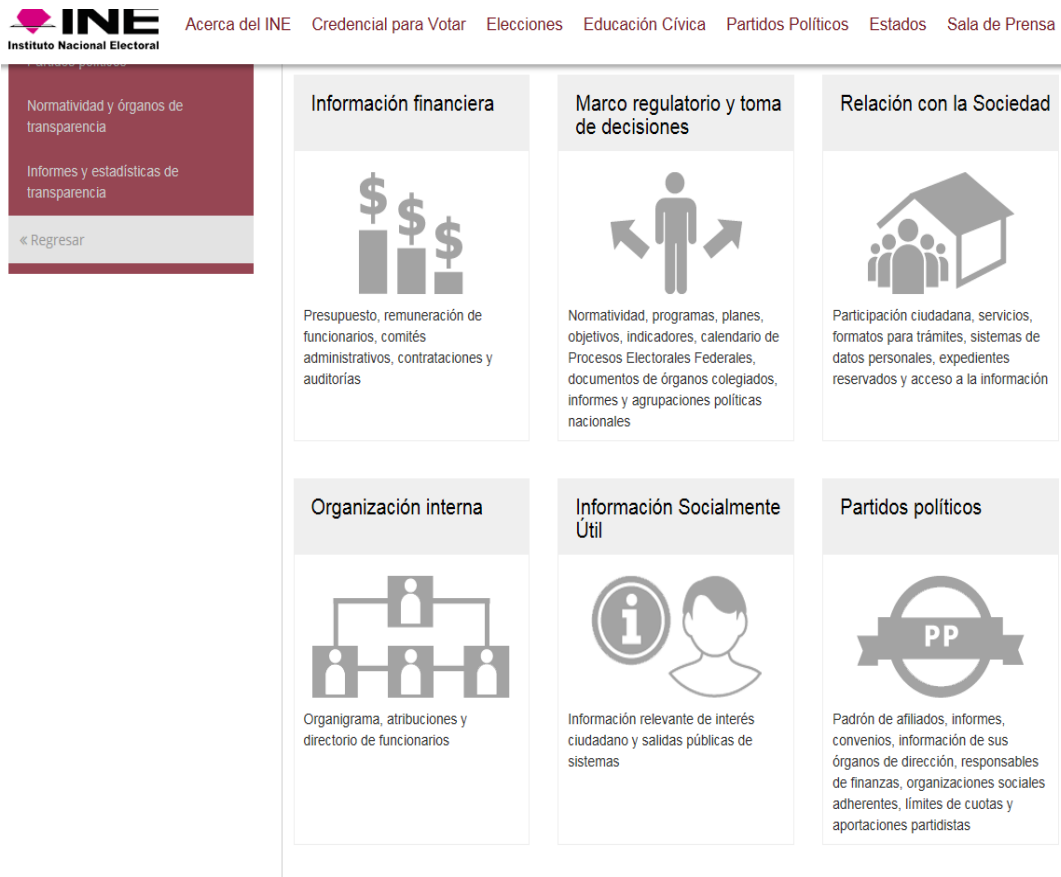 INE
Instituto Nacional Electoral
Acerca del INE Credencial para Votar Elecciones Educación Cívica Partidos Políticos Estados Sala de Prensa
Normatividad y órganos de
transparencia
Informes y estadísticas de
transparencia
« Regresar
Información financiera
$ $ $
Presupuesto, remuneración de
funcionarios, comités
administrativos, contrataciones y
auditorías
Marco regulatorio y toma
de decisiones
Normatividad, programas, planes,
objetivos, indicadores, calendario de
Procesos Electorales Federales,
documentos de órganos colegiados,
informes y agrupaciones políticas
nacionales
Relación con la Sociedad
Participación ciudadana, servicios,
formatos para trámites, sistemas de
datos personales, expedientes
reservados y acceso a la información
Organización interna
Organigrama, atribuciones y
directorio de funcionarios
Información Socialmente
Útil
i
Información relevante de interés
ciudadano y salidas públicas de
sistemas
Partidos políticos
PP
Padrón de afiliados, informes,
convenios, información de sus
órganos de dirección, responsables
de finanzas, organizaciones sociales
adherentes, límites de cuotas y
aportaciones partidistas